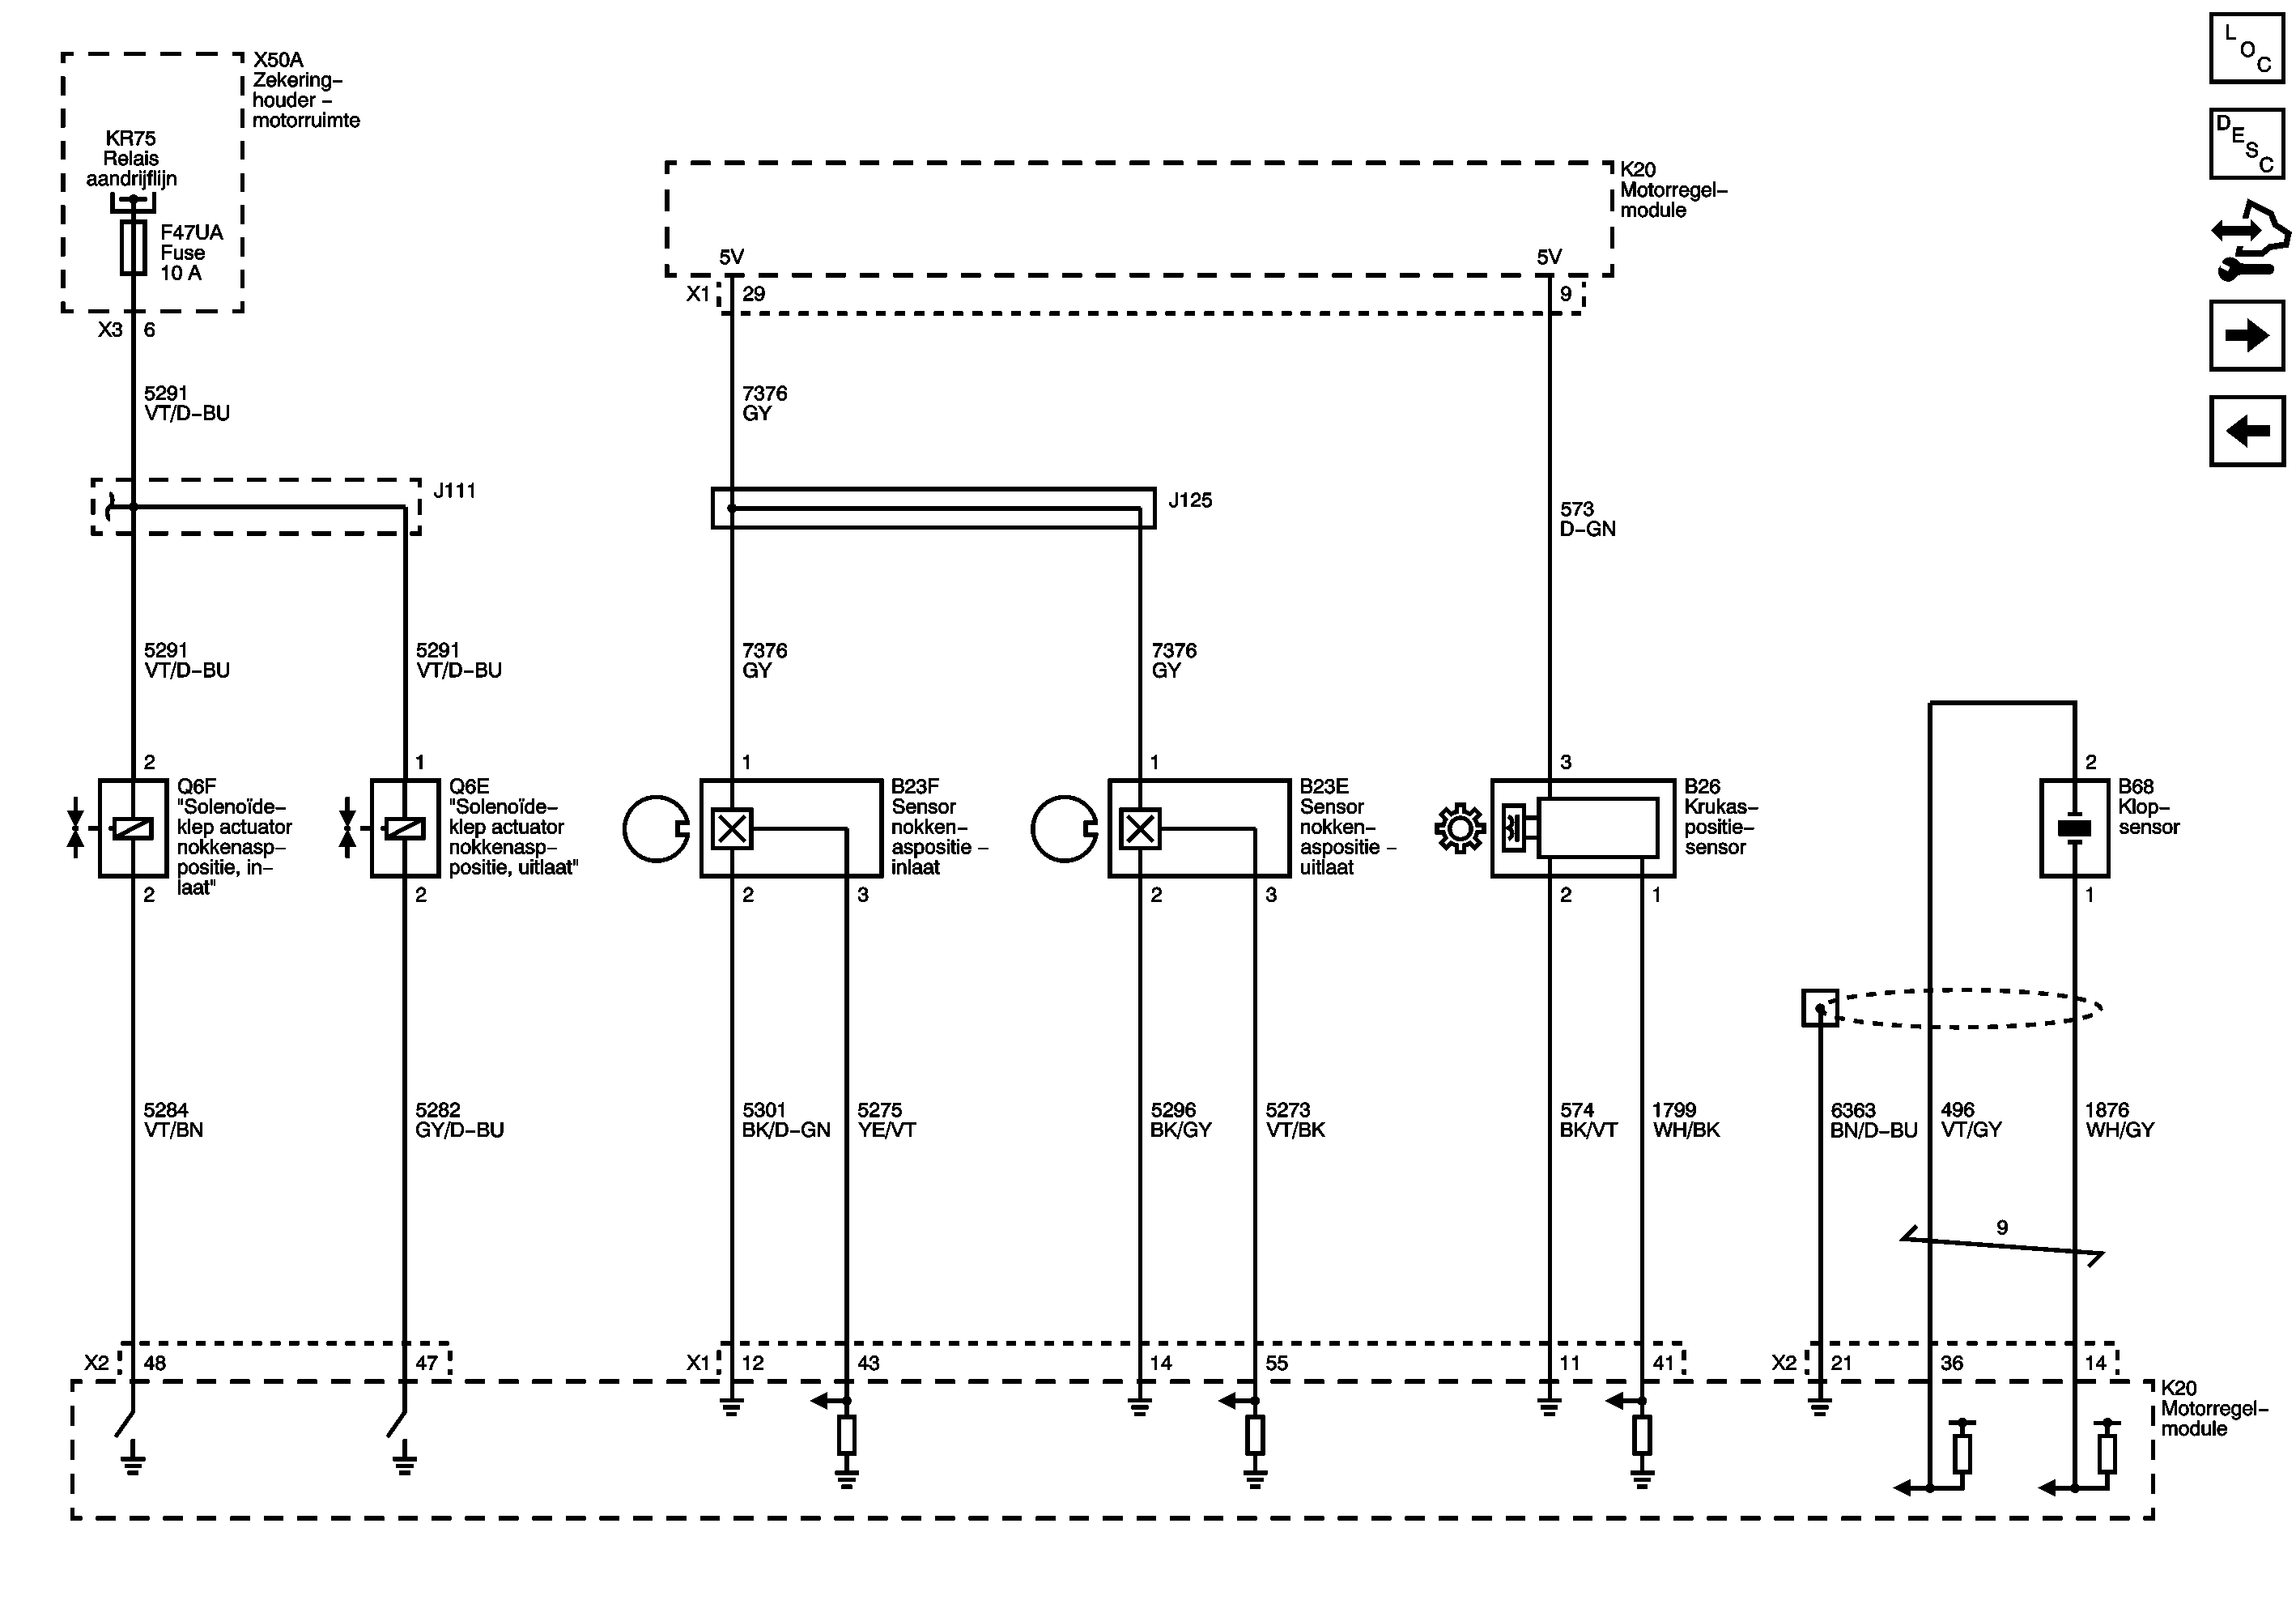 X50A
Zekering-
houder -
motorruimte
KR75
Relais
aandrijflijn
F47UA
Fuse
10 A
X3 6
5291
VT/D-BU
J111
5291
VT/D-BU
5291
VT/D-BU
2
Q6F
"Solenoïde-
klep actuator
nokkenasp-
positie, in-
laat"
2
1
Q6E
"Solenoïde-
klep actuator
nokkenasp-
positie, uitlaat"
2
5284
VT/BN
5282
GY/D-BU
X2 48 47
K20
Motorregel-
module
5V 5V
X1 29 9
7376
GY
J125
573
D-GN
7376
GY
7376
GY
1
B23F
Sensor
nokken-
aspositie -
inlaat
2 3
1
B23E
Sensor
nokken-
aspositie -
uitlaat
2 3
3
B26
Krukas-
positie-
sensor
2 1
2
B68
Klop-
sensor
1
5301
BK/D-GN
5275
YE/VT
5296
BK/GY
5273
VT/BK
574
BK/VT
1799
WH/BK
6363
BN/D-BU
496
VT/GY
1876
WH/GY
9
X1 12 43 14 55 11 41
X2 21 36 14
K20
Motorregel-
module
LOC
DESC